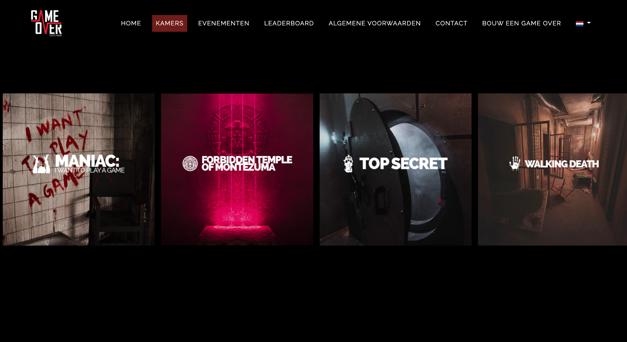 GAME
OVER
HOME KAMERS EVENEMENTEN LEADERBOARD ALGEMENE VOORWAARDEN CONTACT BOUW EEN GAME OVER
I WANT
TO PLAY
A GAME
MANIAC:
I WANT TO PLAY A GAME
FORBIDDEN TEMPLE
OF MONTEZUMA
TOP SECRET
WALKING DEATH